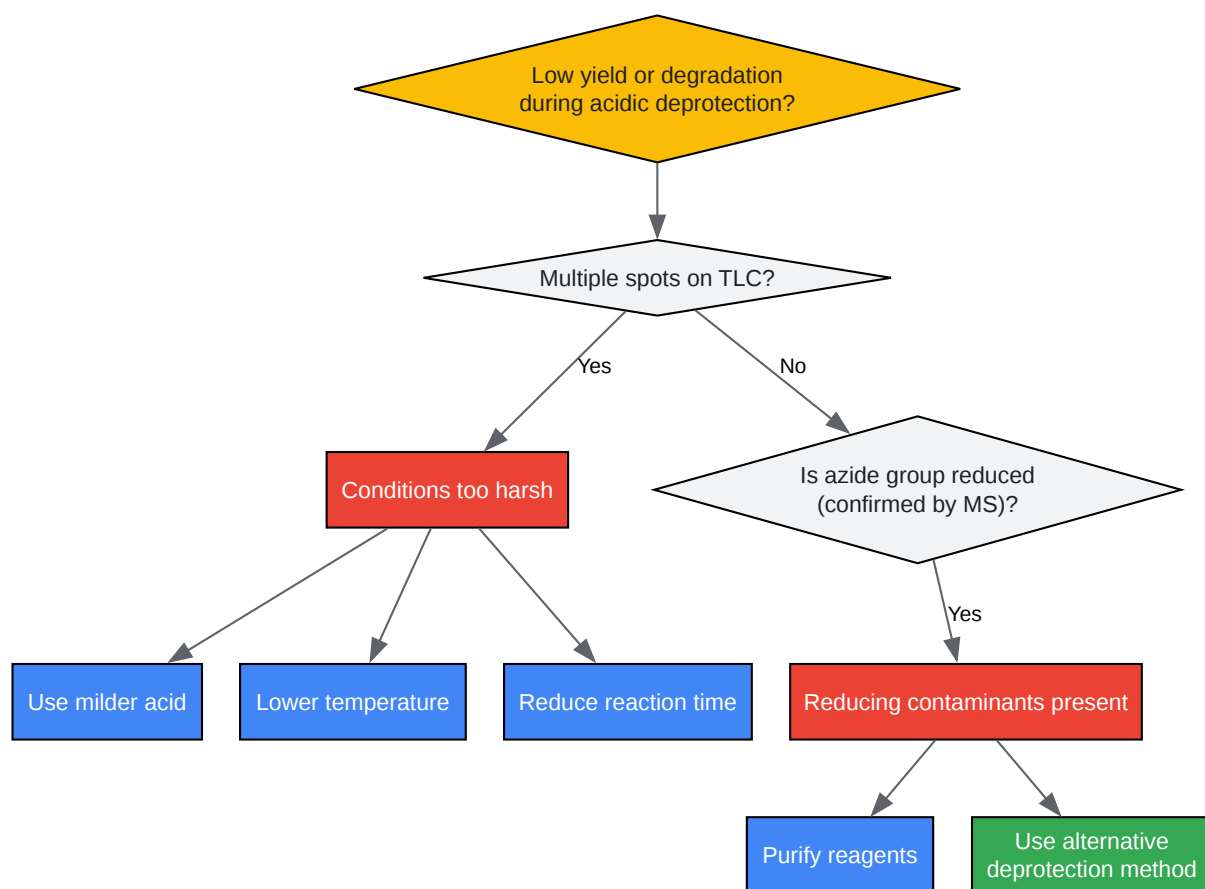 Low yield or degradation
during acidic deprotection?
Multiple spots on TLC?
Yes
No
Conditions too harsh
Is azide group reduced
(confirmed by MS)?
Yes
Use milder acid
Lower temperature
Reduce reaction time
Reducing contaminants present
Purify reagents
Use alternative
deprotection method